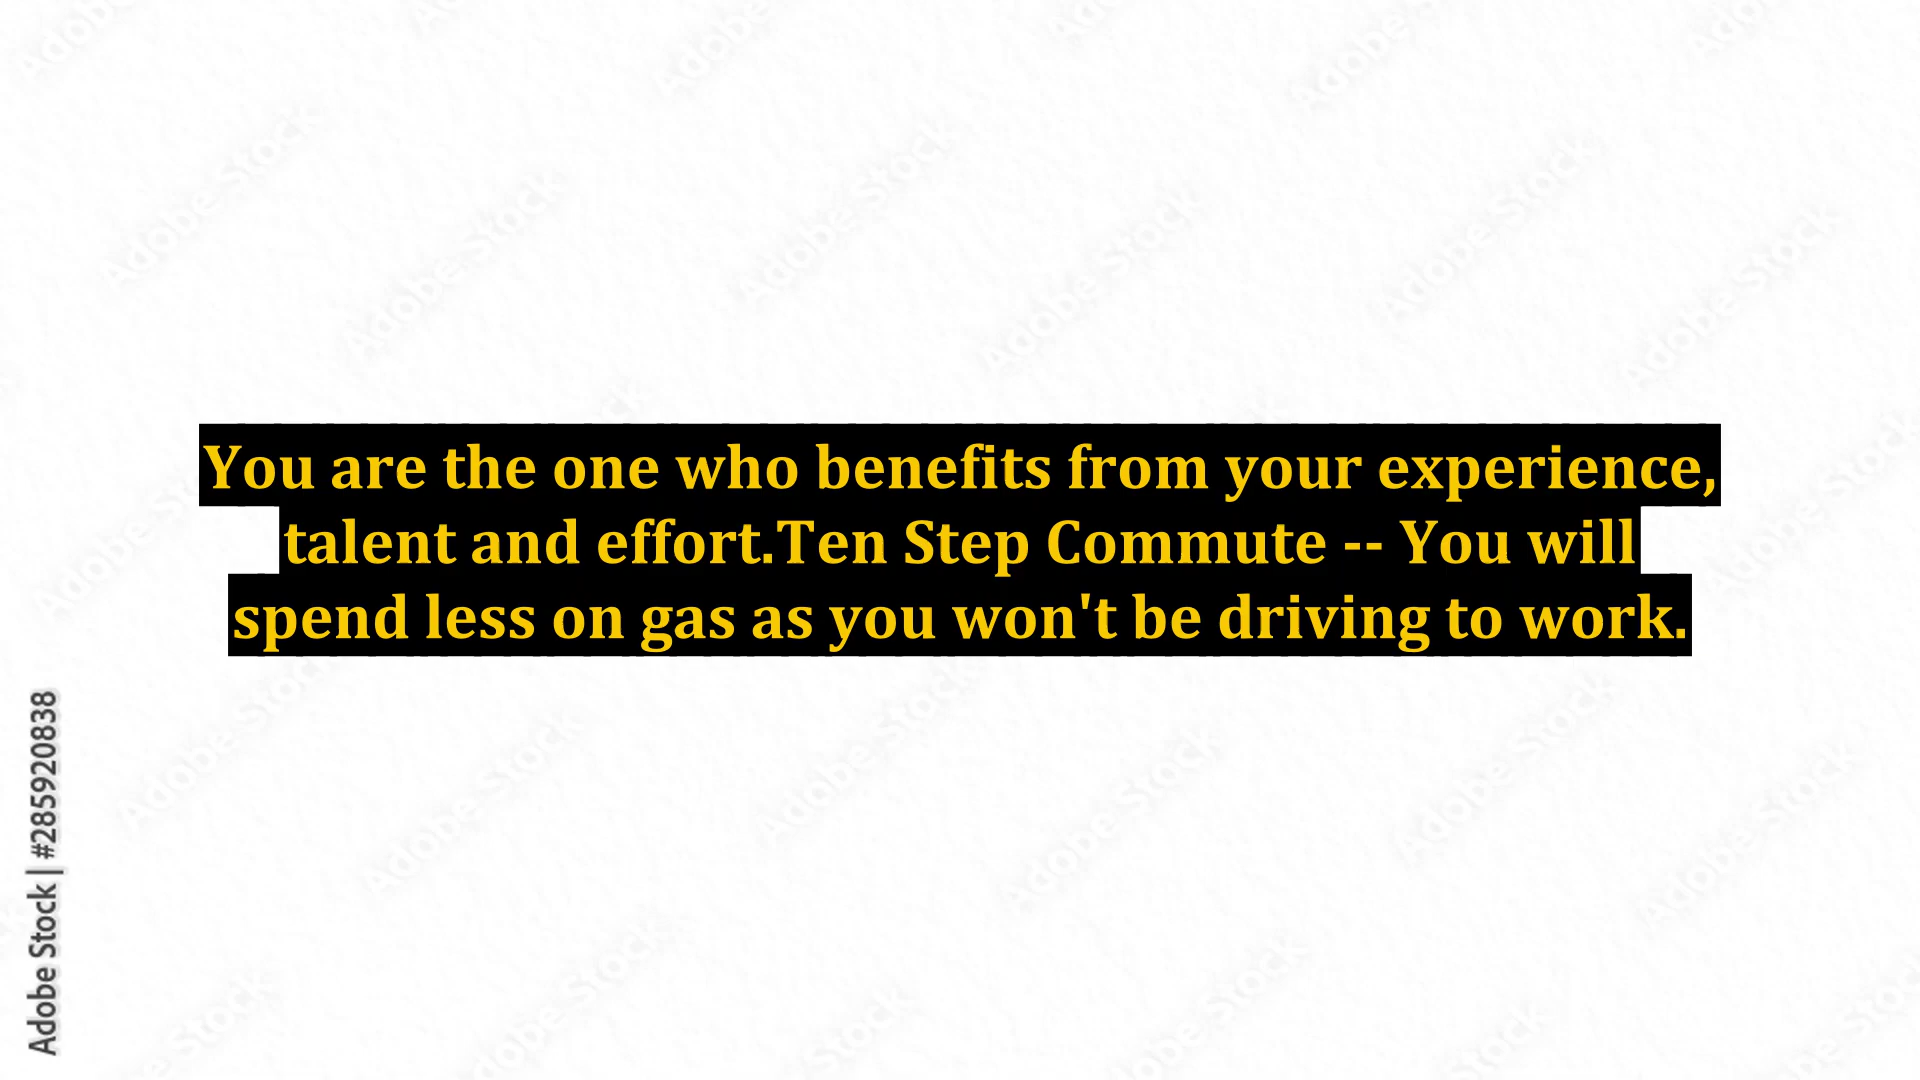 You are the one who benefits from your experience,
talent and effort.Ten Step Commute -- You will
spend less on gas as you won't be driving to work.
Adobe Stock | #285920838